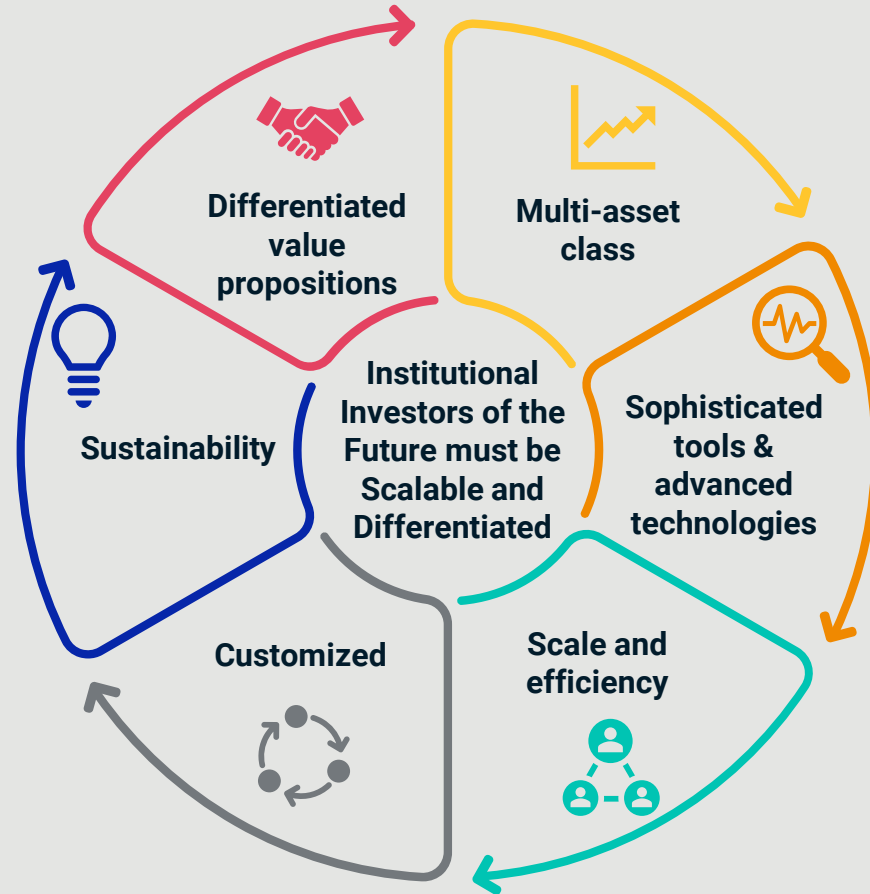 Differentiated
value
propositions
Multi-asset
class
Sophisticated
tools &
advanced
technologies
Scale and
efficiency
Customized
Sustainability
Institutional
Investors of the
Future must be
Scalable and
Differentiated